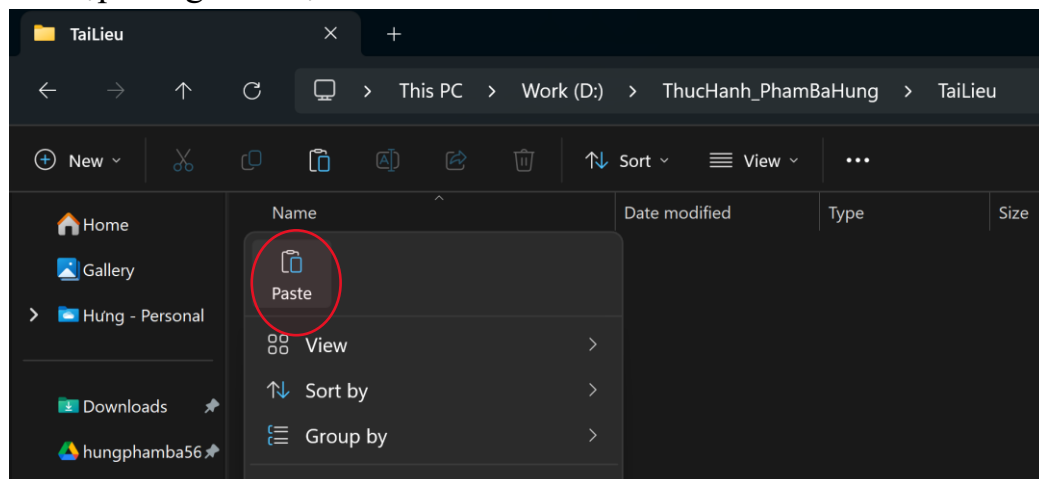 TaiLieu
This PC > Work (D:) > ThucHanh_PhamBaHung > TaiLieu
New Sort View
Name Date modified Type Size
Home
Gallery
Hưng - Personal
Downloads
hungphamba56
Paste
View
Sort by
Group by